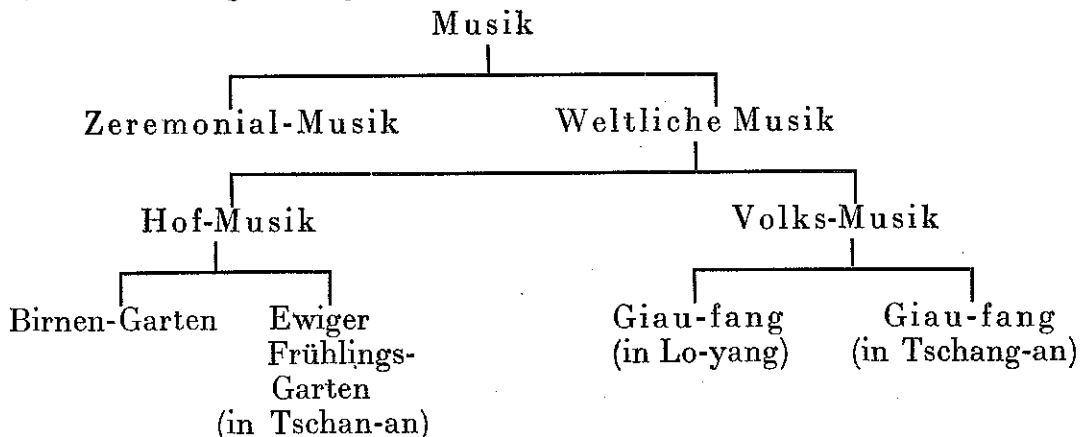 Musik
Zeremonial-Musik Weltliche Musik
Hof-Musik Volks-Musik
Birnen-Garten Ewiger Giau-fang Giau-fang
Frühlings- (in Lo-yang) (in Tschang-an)
Garten
(in Tschan-an)